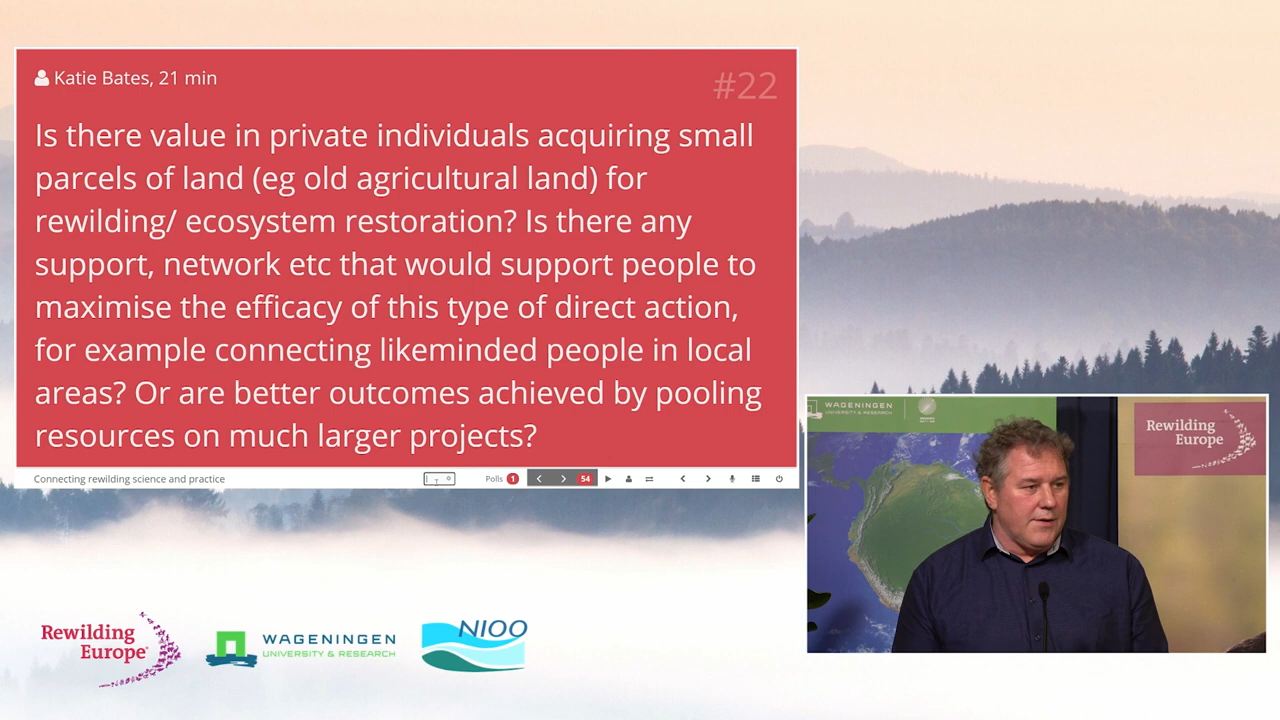 Katie Bates, 21 min
#22
Is there value in private individuals acquiring small
parcels of land (eg old agricultural land) for
rewilding/ ecosystem restoration? Is there any
support, network etc that would support people to
maximise the efficacy of this type of direct action,
for example connecting likeminded people in local
areas? Or are better outcomes achieved by pooling
resources on much larger projects?
Connecting rewilding science and practice
Polls 1
54
WAGENINGEN
UNIVERSITY & RESEARCH
Rewilding
Europe
Rewilding
Europe
WAGENINGEN
UNIVERSITY & RESEARCH
NIOO